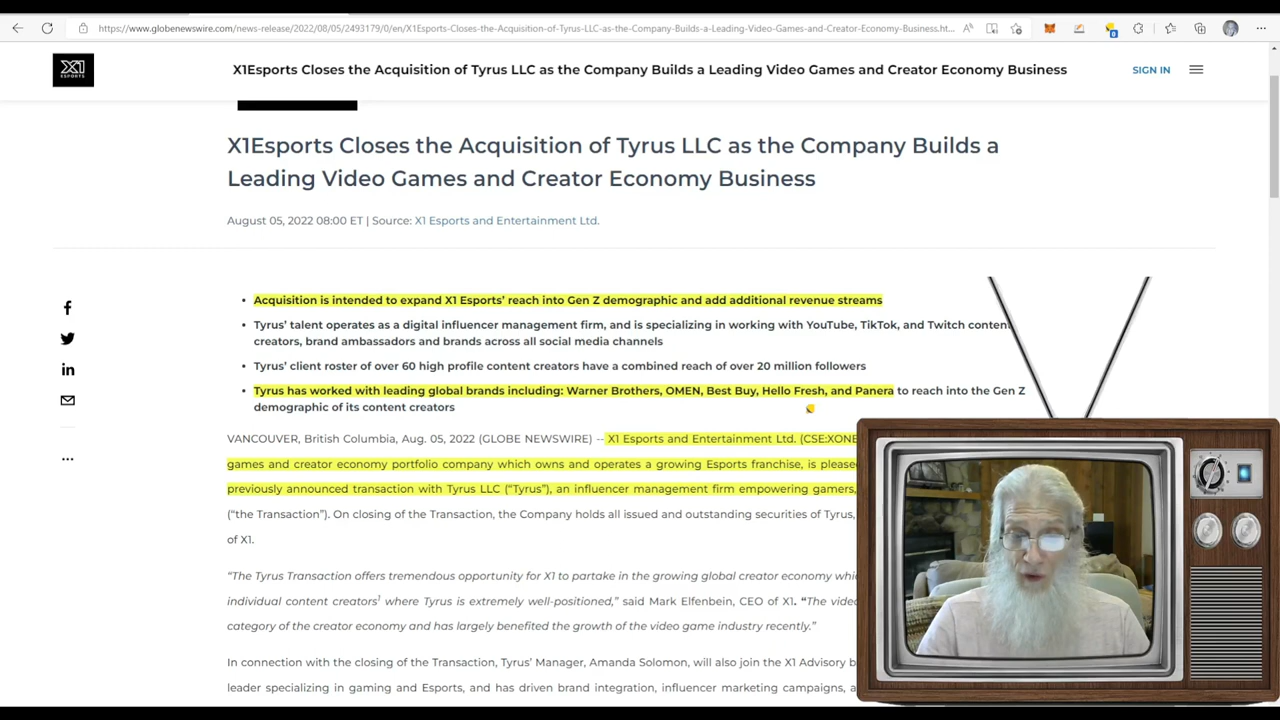 https://www.globenewswire.com/news-release/2022/08/05/2493179/0/en/X1Esports-Closes-the-Acquisition-of-Tyrus-LLC-as-the-Company-Builds-a-Leading-Video-Games-and-Creator-Economy-Business.ht...
X1
ESPORTS
X1Esports Closes the Acquisition of Tyrus LLC as the Company Builds a Leading Video Games and Creator Economy Business
SIGN IN
X1Esports Closes the Acquisition of Tyrus LLC as the Company Builds a
Leading Video Games and Creator Economy Business
August 05, 2022 08:00 ET | Source: X1 Esports and Entertainment Ltd.
• Acquisition is intended to expand X1 Esports’ reach into Gen Z demographic and add additional revenue streams
• Tyrus’ talent operates as a digital influencer management firm, and is specializing in working with YouTube, TikTok, and Twitch content
creators, brand ambassadors and brands across all social media channels
• Tyrus’ client roster of over 60 high profile content creators have a combined reach of over 20 million followers
• Tyrus has worked with leading global brands including: Warner Brothers, OMEN, Best Buy, Hello Fresh, and Panera to reach into the Gen Z
demographic of its content creators
VANCOUVER, British Columbia, Aug. 05, 2022 (GLOBE NEWSWIRE) -- X1 Esports and Entertainment Ltd. (CSE:XONE
games and creator economy portfolio company which owns and operates a growing Esports franchise, is please
previously announced transaction with Tyrus LLC (“Tyrus”), an influencer management firm empowering gamers,
(“the Transaction”). On closing of the Transaction, the Company holds all issued and outstanding securities of Tyrus,
of X1.
“The Tyrus Transaction offers tremendous opportunity for X1 to partake in the growing global creator economy whi
individual content creators1 where Tyrus is extremely well-positioned,” said Mark Elfenbein, CEO of X1. “The video
category of the creator economy and has largely benefited the growth of the video game industry recently.”
In connection with the closing of the Transaction, Tyrus’ Manager, Amanda Solomon, will also join the X1 Advisory b
leader specializing in gaming and Esports, and has driven brand integration, influencer marketing campaigns, a